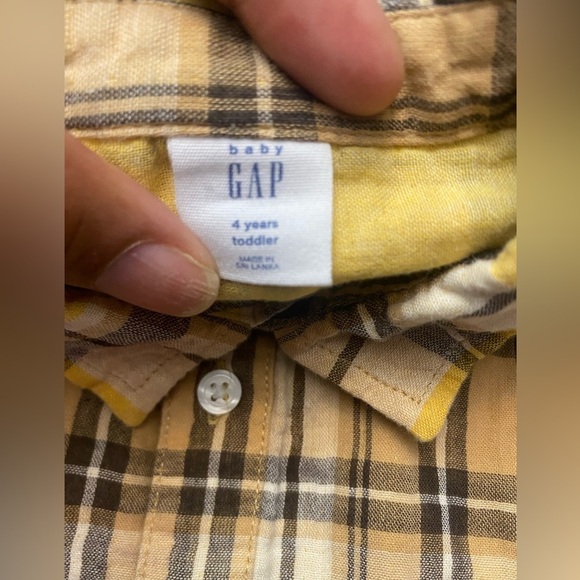 baby
GAP
4 years
toddler
MADE IN
SRI LANKA